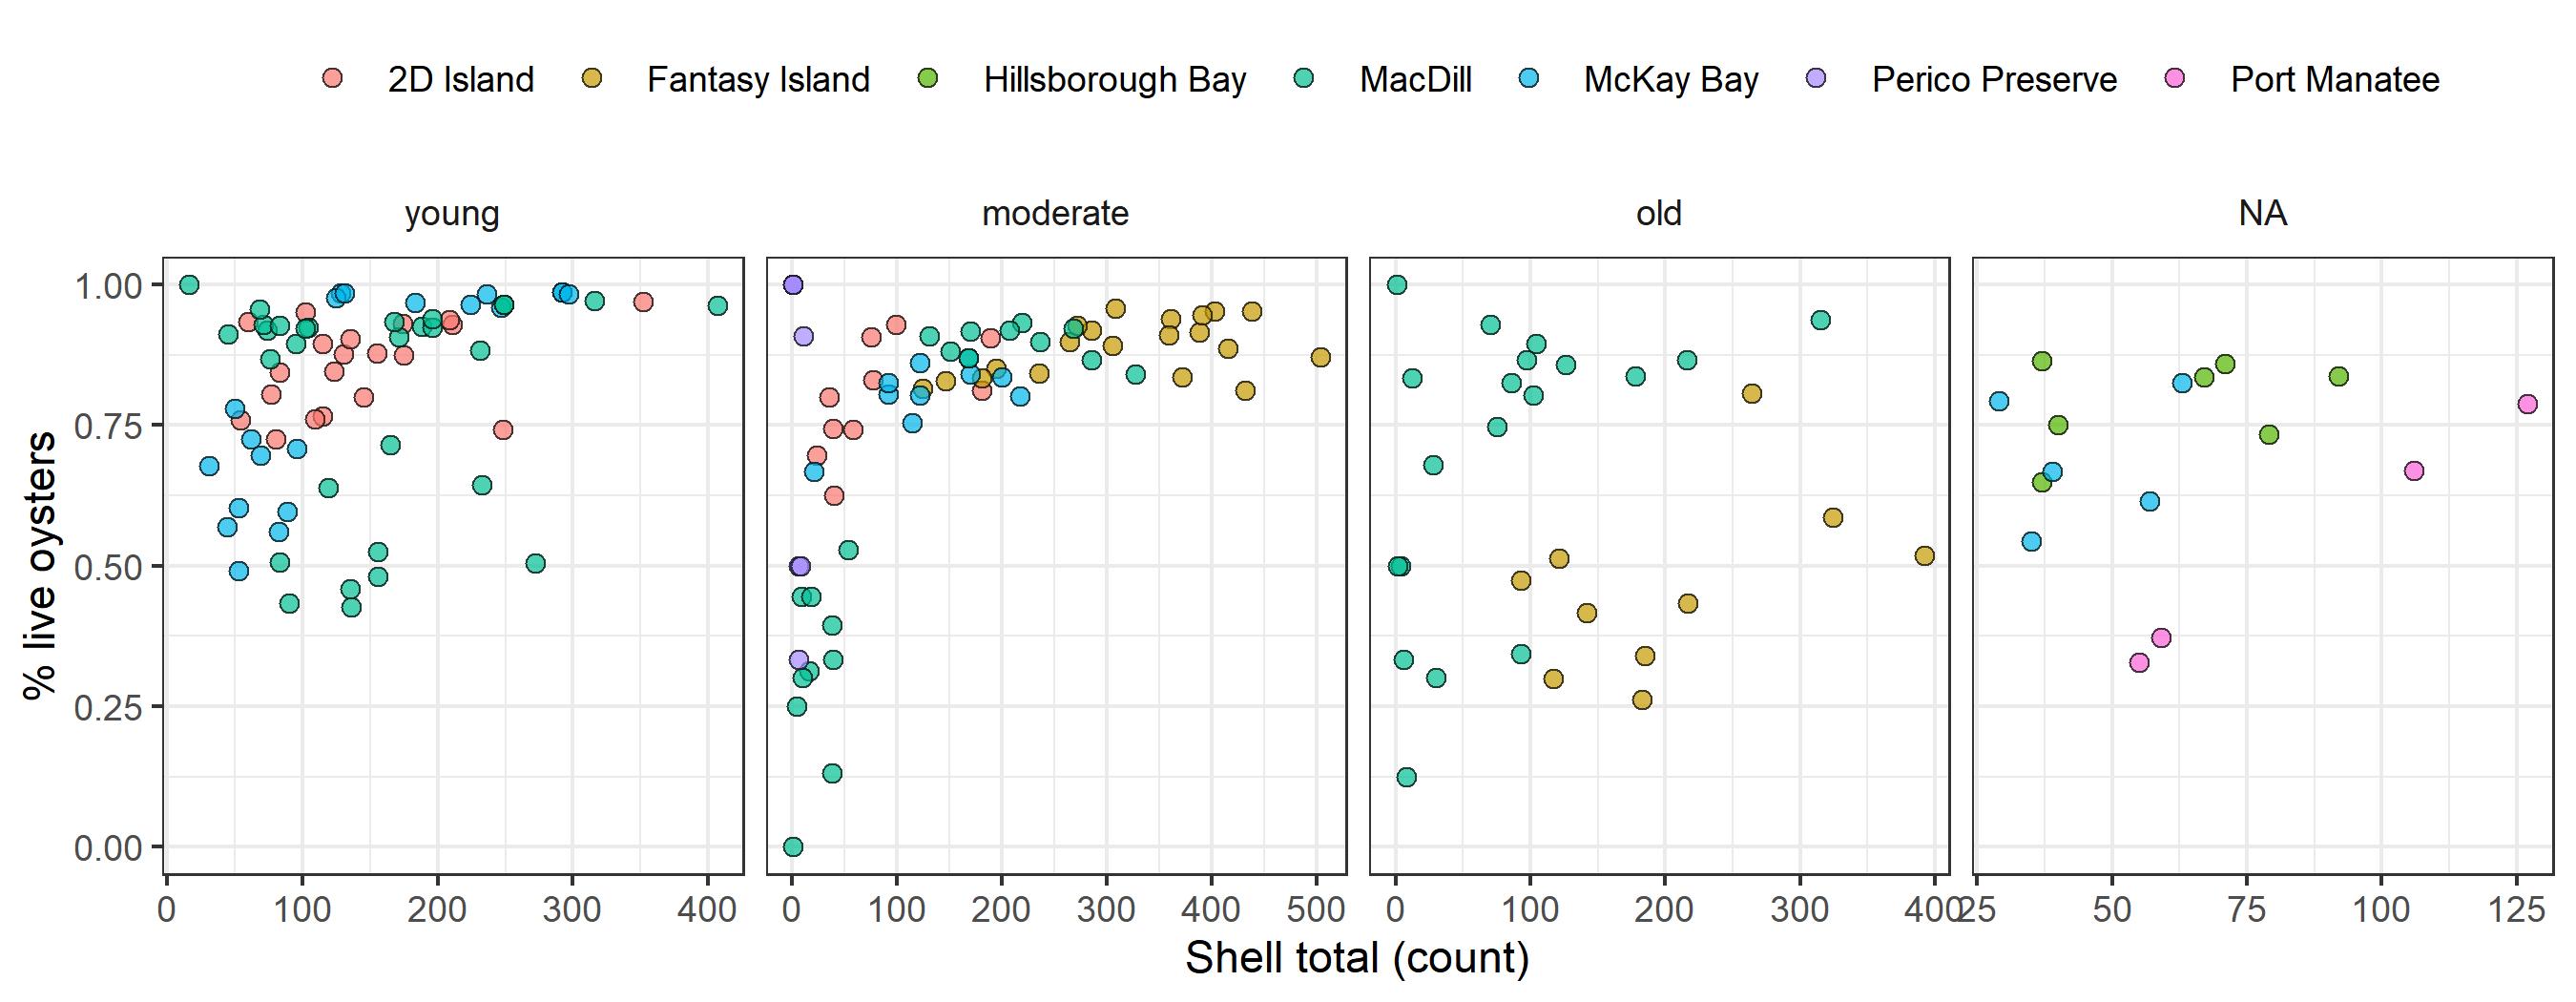 2D Island Fantasy Island Hillsborough Bay MacDill McKay Bay Perico Preserve Port Manatee
young moderate old NA
1.00
0.75
0.50
0.25
0.00
% live oysters
0 100 200 300 400 0 100 200 300 400 500 0 100 200 300 400 25 50 75 100 125
Shell total (count)